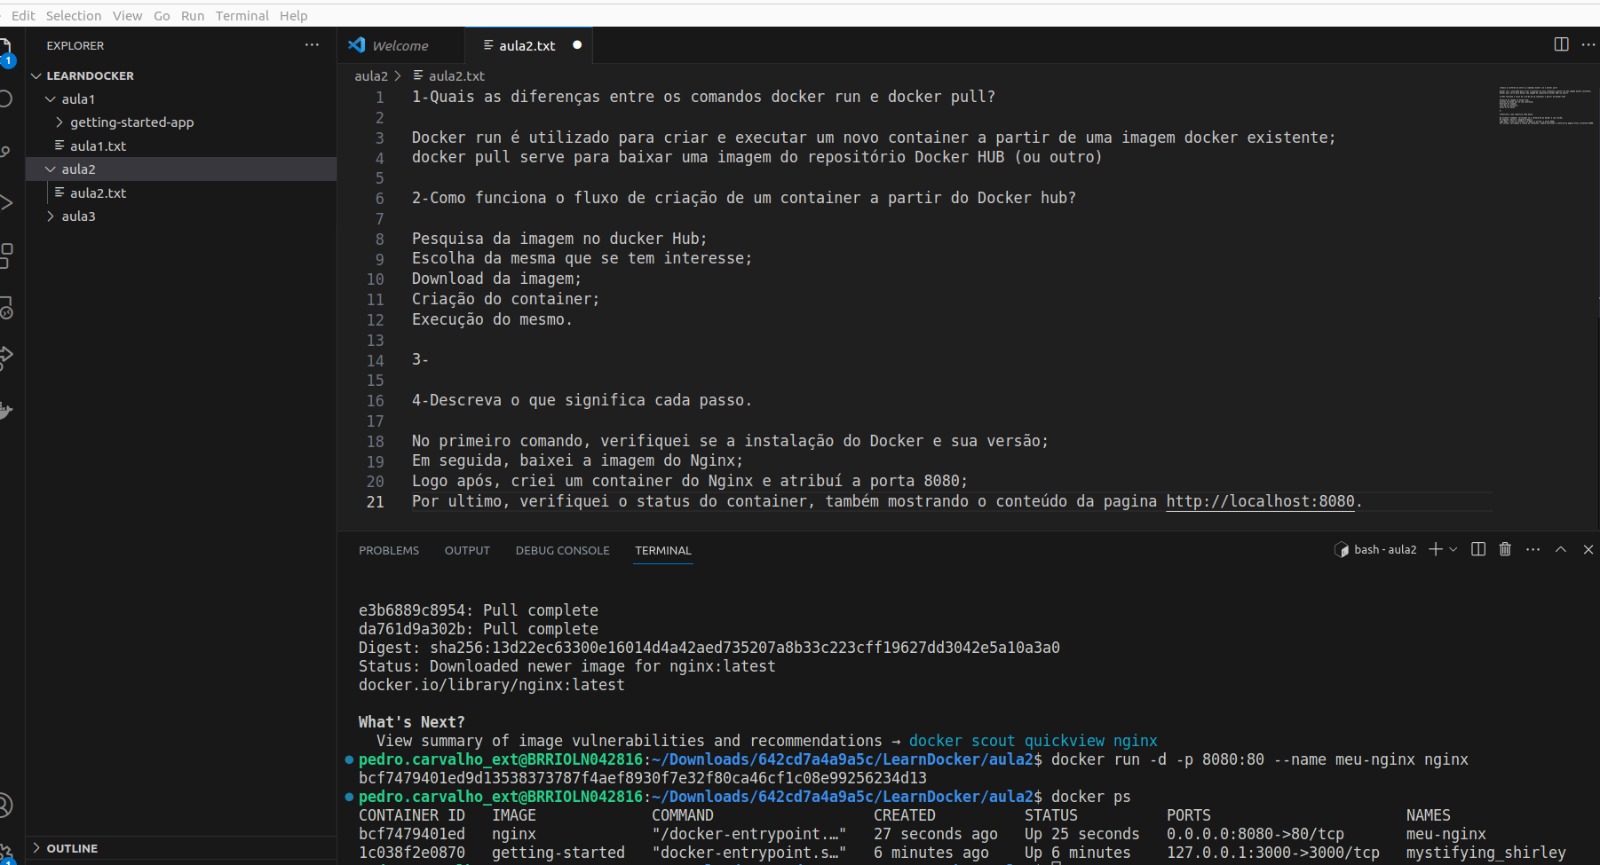 Edit Selection View Go Run Terminal Help
EXPLORER ...
LEARNDOCKER
aula1
getting-started-app
aula1.txt
aula2
aula2.txt
aula3
OUTLINE
1
1
Welcome aula2.txt
aula2 > aula2.txt
1 1-Quais as diferenças entre os comandos docker run e docker pull?
2
3 Docker run é utilizado para criar e executar um novo container a partir de uma imagem docker existente;
4 docker pull serve para baixar uma imagem do repositório Docker HUB (ou outro)
5
6 2-Como funciona o fluxo de criação de um container a partir do Docker hub?
7
8 Pesquisa da imagem no ducker Hub;
9 Escolha da mesma que se tem interesse;
10 Download da imagem;
11 Criação do container;
12 Execução do mesmo.
13
14 3-
15
16 4-Descreva o que significa cada passo.
17
18 No primeiro comando, verifiquei se a instalação do Docker e sua versão;
19 Em seguida, baixei a imagem do Nginx;
20 Logo após, criei um container do Nginx e atribuí a porta 8080;
21 Por ultimo, verifiquei o status do container, também mostrando o conteúdo da pagina http://localhost:8080.
PROBLEMS OUTPUT DEBUG CONSOLE TERMINAL bash - aula2
e3b6889c8954: Pull complete
da761d9a302b: Pull complete
Digest: sha256:13d22ec63300e16014d4a42aed735207a8b33c223cff19627dd3042e5a10a3a0
Status: Downloaded newer image for nginx:latest
docker.io/library/nginx:latest
What's Next?
View summary of image vulnerabilities and recommendations → docker scout quickview nginx
pedro.carvalho_ext@BRRIOLN042816:~/Downloads/642cd7a4a9a5c/LearnDocker/aula2$ docker run -d -p 8080:80 --name meu-nginx nginx
bcf7479401ed9d13538373787f4aef8930f7e32f80ca46cf1c08e99256234d13
pedro.carvalho_ext@BRRIOLN042816:~/Downloads/642cd7a4a9a5c/LearnDocker/aula2$ docker ps
CONTAINER ID IMAGE COMMAND CREATED STATUS PORTS NAMES
bcf7479401ed nginx "/docker-entrypoint.…" 27 seconds ago Up 25 seconds 0.0.0.0:8080->80/tcp meu-nginx
1c038f2e0870 getting-started "docker-entrypoint.s…" 6 minutes ago Up 6 minutes 127.0.0.1:3000->3000/tcp mystifying_shirley